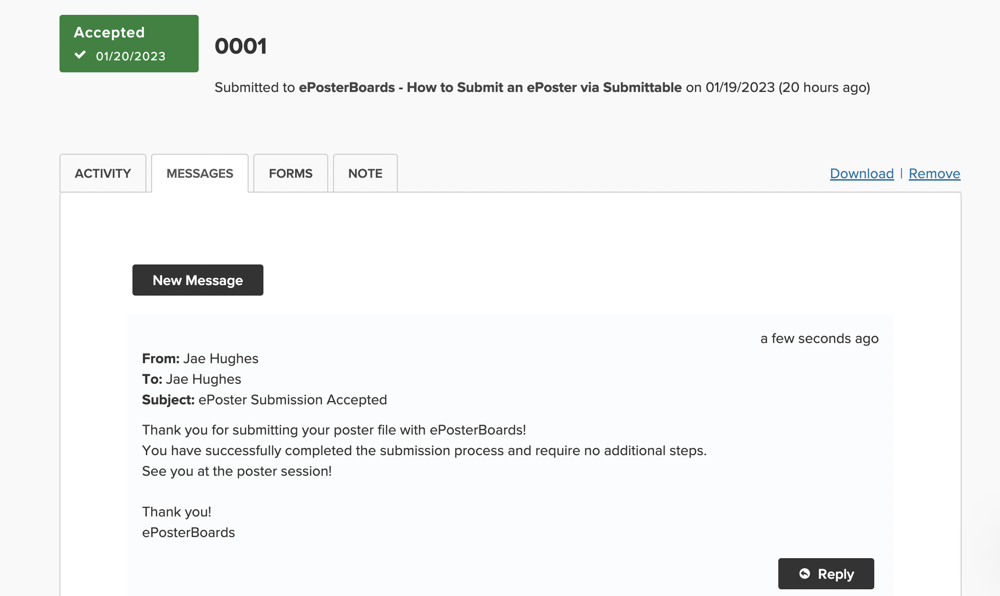 Accepted
01/20/2023
0001
Submitted to ePosterBoards - How to Submit an ePoster via Submittable on 01/19/2023 (20 hours ago)
ACTIVITY
MESSAGES
FORMS
NOTE
Download | Remove
New Message
a few seconds ago
From: Jae Hughes
To: Jae Hughes
Subject: ePoster Submission Accepted
Thank you for submitting your poster file with ePosterBoards!
You have successfully completed the submission process and require no additional steps.
See you at the poster session!
Thank you!
ePosterBoards
Reply